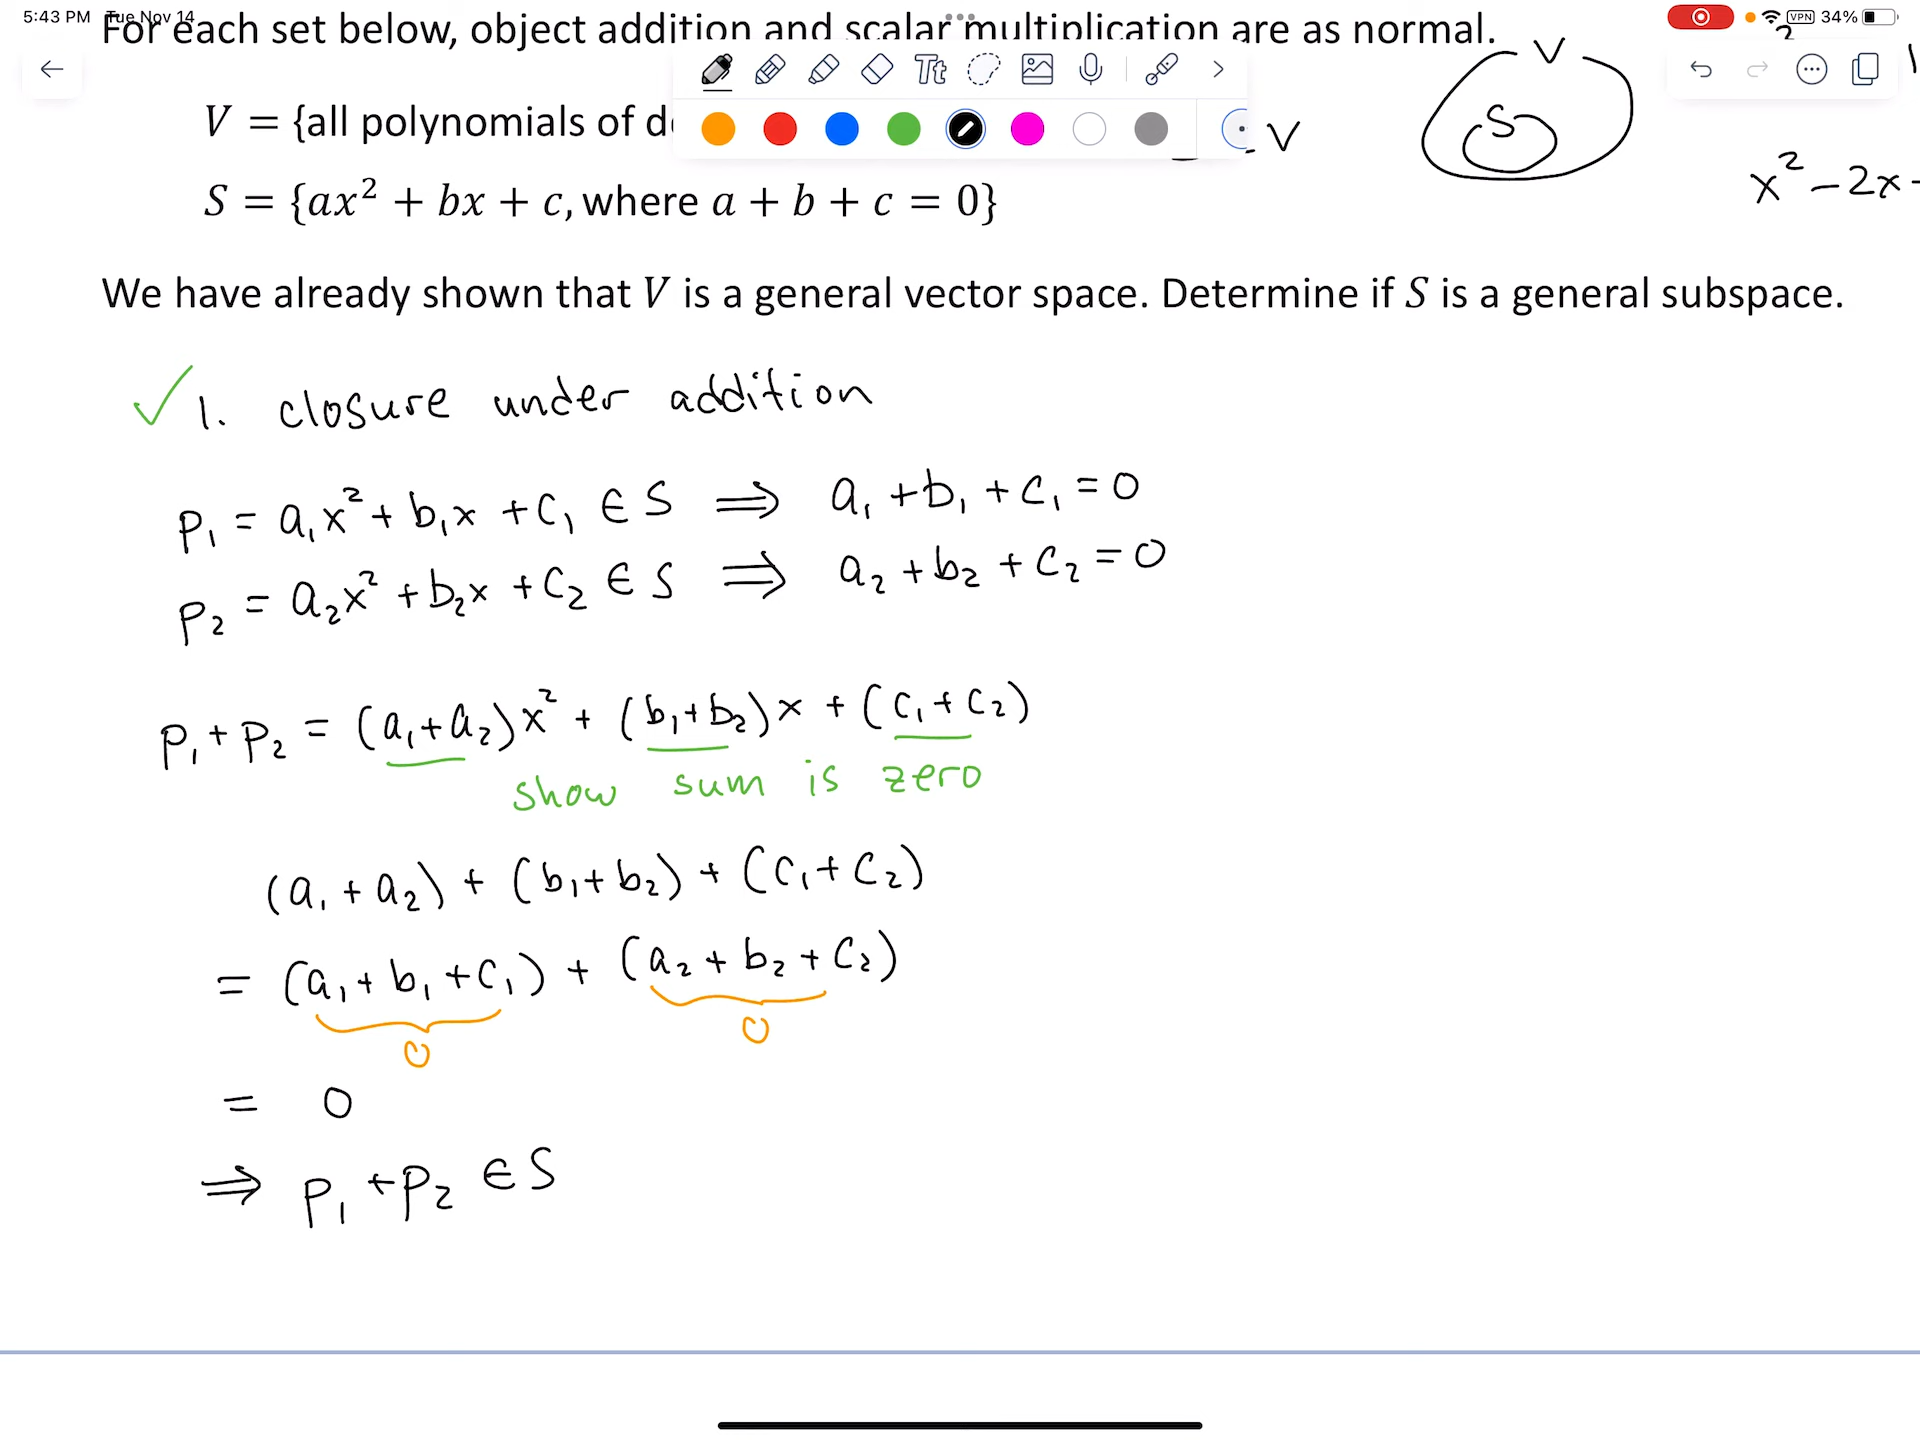 5:43 PM Tue Nov 14
VPN 34%
For each set below, object addition and scalar multiplication are as normal.
V = {all polynomials of
V
S = {ax² + bx + c, where a + b + c = 0}
V
S
x² − 2x
We have already shown that V is a general vector space. Determine if S is a general subspace.
✓ 1. closure under addition
p₁ = a₁x² + b₁x + c₁ ∈ S ⟹ a₁ + b₁ + c₁ = 0
p₂ = a₂x² + b₂x + c₂ ∈ S ⟹ a₂ + b₂ + c₂ = 0
p₁ + p₂ = (a₁+a₂)x² + (b₁+b₂)x + (c₁+c₂)
show sum is zero
(a₁ + a₂) + (b₁+b₂) + (c₁+c₂)
= (a₁ + b₁ + c₁) + (a₂ + b₂ + c₂)
0 0
= 0
⟹ p₁ + p₂ ∈ S